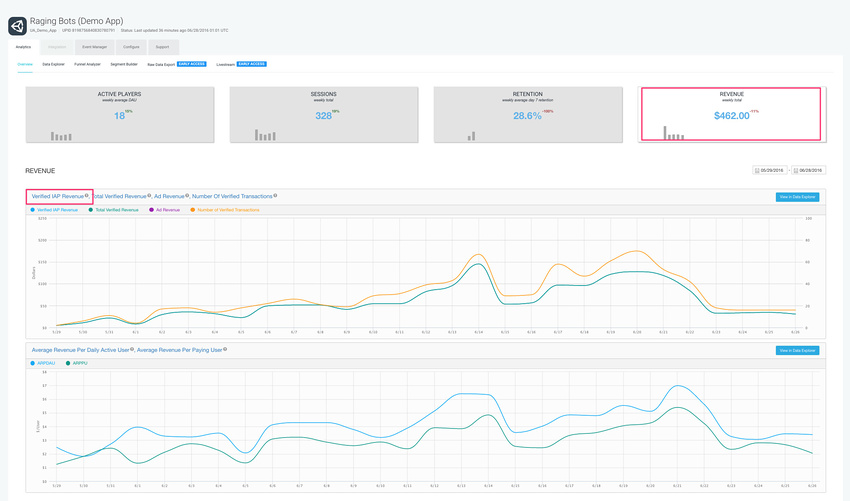 Raging Bots (Demo App)
UA_Demo_App
Status: Last updated 36 minutes ago 06/28/2016 01:01 UTC
Analytics Integration Event Manager Configure Support
Overview Data Explorer Funnel Analyzer Segment Builder Raw Data Export EARLY ACCESS Livestream EARLY ACCESS
ACTIVE PLAYERS
weekly average DAU
18
SESSIONS
weekly total
328
RETENTION
weekly average day 7 retention
28.6% -100%
REVENUE
weekly total
$462.00 -11%
REVENUE
05/29/2016 - 06/28/2016
Verified IAP Revenue, Total Verified Revenue, Ad Revenue, Number Of Verified Transactions
View in Data Explorer
Verified IAP Revenue Total Verified Revenue Ad Revenue Number of Verified Transactions
$250 100
$200 80
$150 60
$100 40
$50 20
$0 0
Dollars
5/29 5/30 5/31 6/1 6/2 6/3 6/4 6/5 6/6 6/7 6/8 6/9 6/10 6/11 6/12 6/13 6/14 6/15 6/16 6/17 6/18 6/19 6/20 6/21 6/22 6/23 6/24 6/25 6/26
Average Revenue Per Daily Active User, Average Revenue Per Paying User
View in Data Explorer
ARPDAU ARPPU
$8
$7
$6
$5
$4
$3
$2
$1
$0
$/User
5/29 5/30 5/31 6/1 6/2 6/3 6/4 6/5 6/6 6/7 6/8 6/9 6/10 6/11 6/12 6/13 6/14 6/15 6/16 6/17 6/18 6/19 6/20 6/21 6/22 6/23 6/24 6/25 6/26